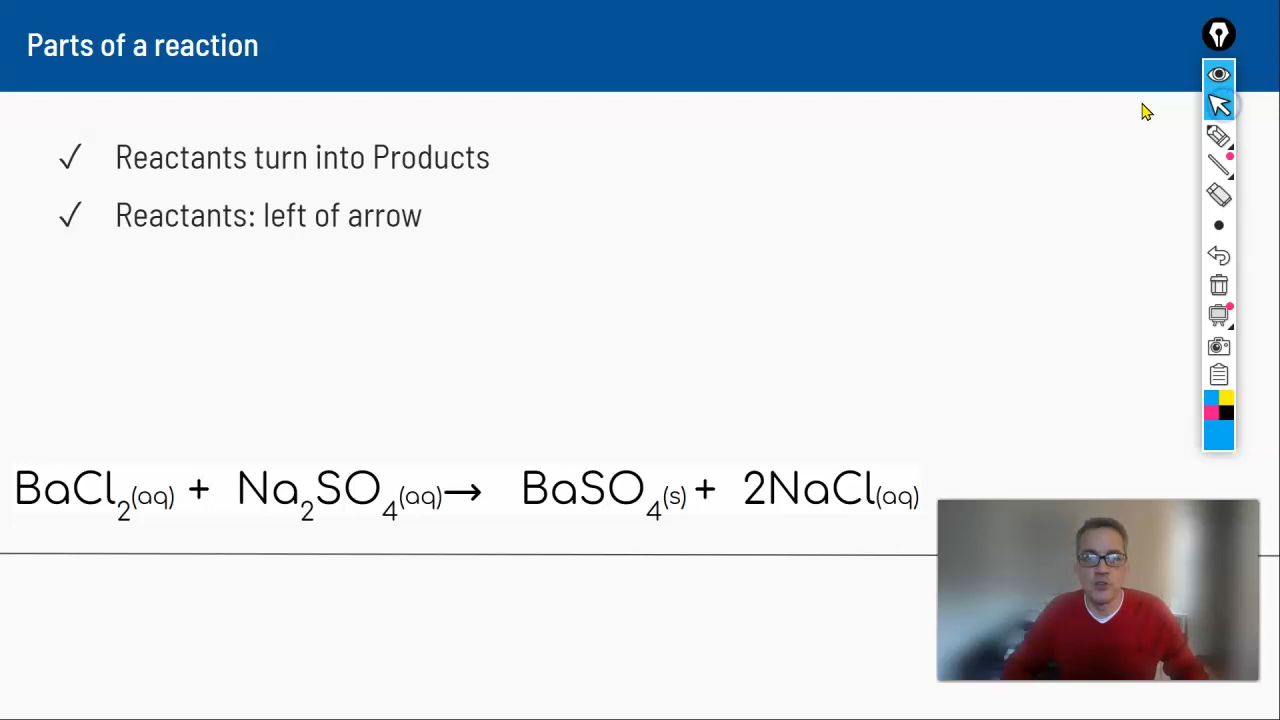 Parts of a reaction
✓ Reactants turn into Products
✓ Reactants: left of arrow
BaCl₂(aq) + Na₂SO₄(aq)→ BaSO₄(s) + 2NaCl(aq)